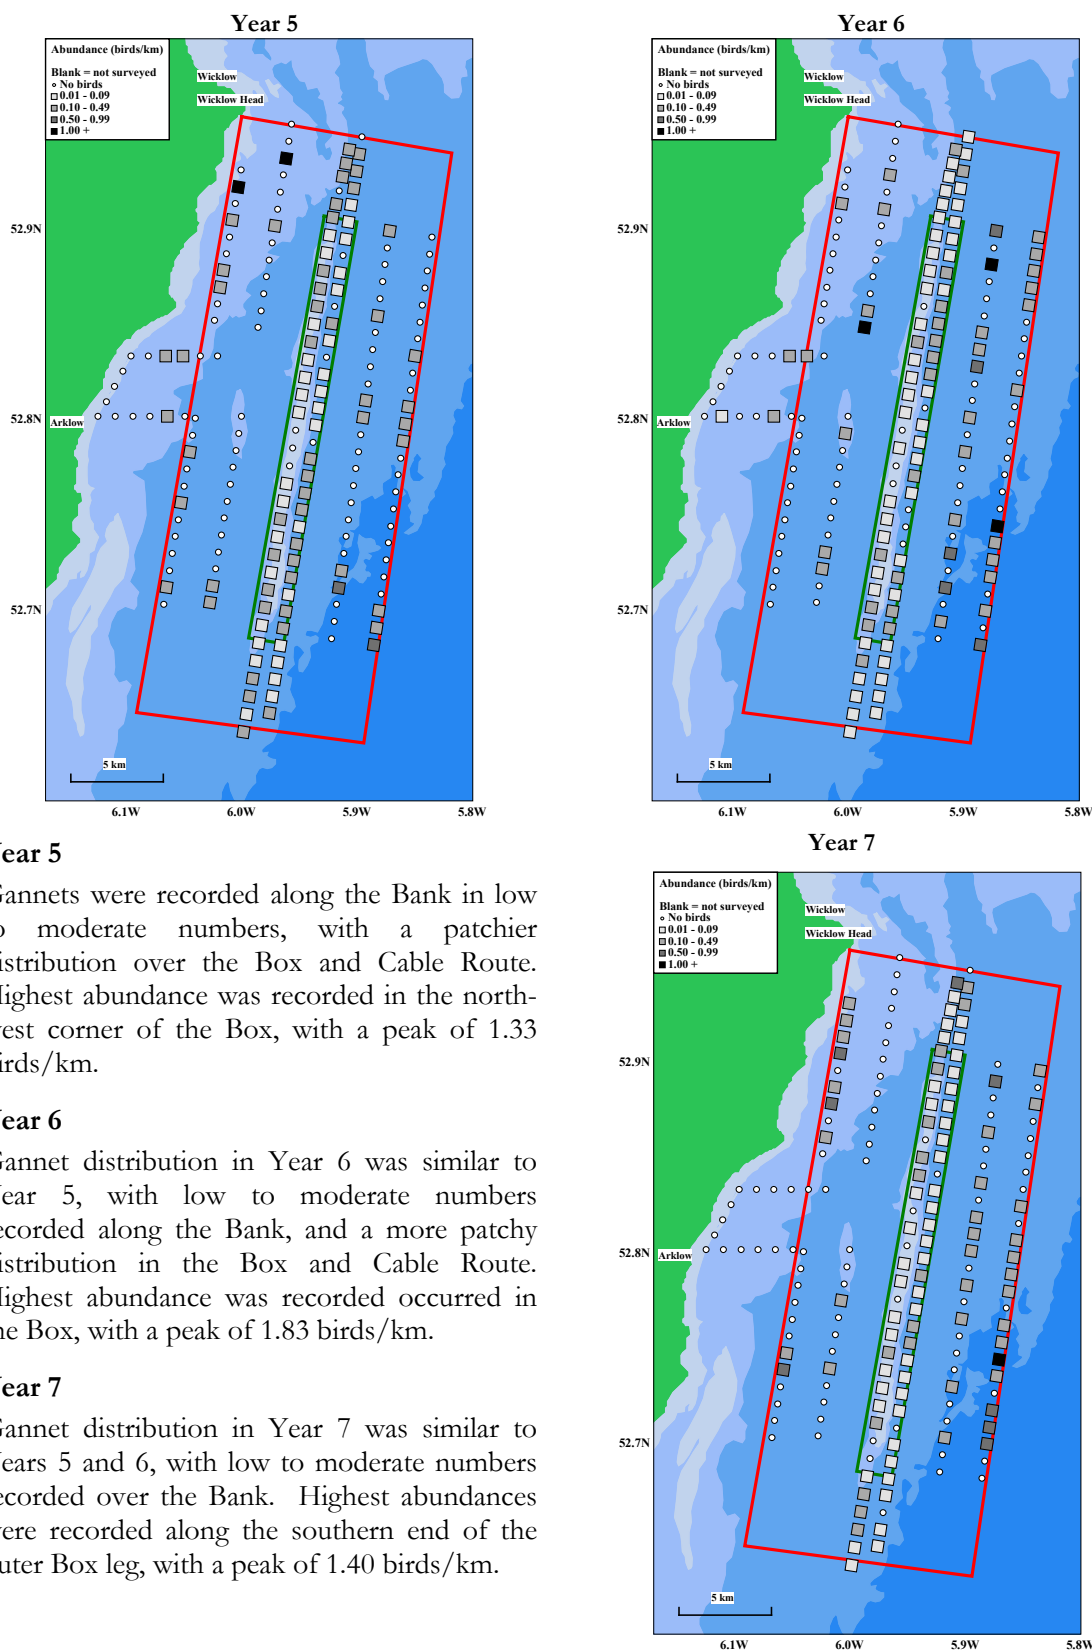 Year 5
Abundance (birds/km)
Blank = not surveyed
No birds
0.01 - 0.09
0.10 - 0.49
0.50 - 0.99
1.00 +
Wicklow
Wicklow Head
52.9N
52.8N
Arklow
52.7N
5 km
6.1W 6.0W 5.9W 5.8W
Year 6
Abundance (birds/km)
Blank = not surveyed
No birds
0.01 - 0.09
0.10 - 0.49
0.50 - 0.99
1.00 +
Wicklow
Wicklow Head
52.9N
52.8N
Arklow
52.7N
5 km
6.1W 6.0W 5.9W 5.8W
ear 5
annets were recorded along the Bank in low
o moderate numbers, with a patchier
istribution over the Box and Cable Route.
ighest abundance was recorded in the north-
est corner of the Box, with a peak of 1.33
irds/km.
ear 6
annet distribution in Year 6 was similar to
ear 5, with low to moderate numbers
ecorded along the Bank, and a more patchy
istribution in the Box and Cable Route.
ighest abundance was recorded occurred in
he Box, with a peak of 1.83 birds/km.
ear 7
annet distribution in Year 7 was similar to
ears 5 and 6, with low to moderate numbers
ecorded over the Bank. Highest abundances
ere recorded along the southern end of the
uter Box leg, with a peak of 1.40 birds/km.
Year 7
Abundance (birds/km)
Blank = not surveyed
No birds
0.01 - 0.09
0.10 - 0.49
0.50 - 0.99
1.00 +
Wicklow
Wicklow Head
52.9N
52.8N
Arklow
52.7N
5 km
6.1W 6.0W 5.9W 5.8W